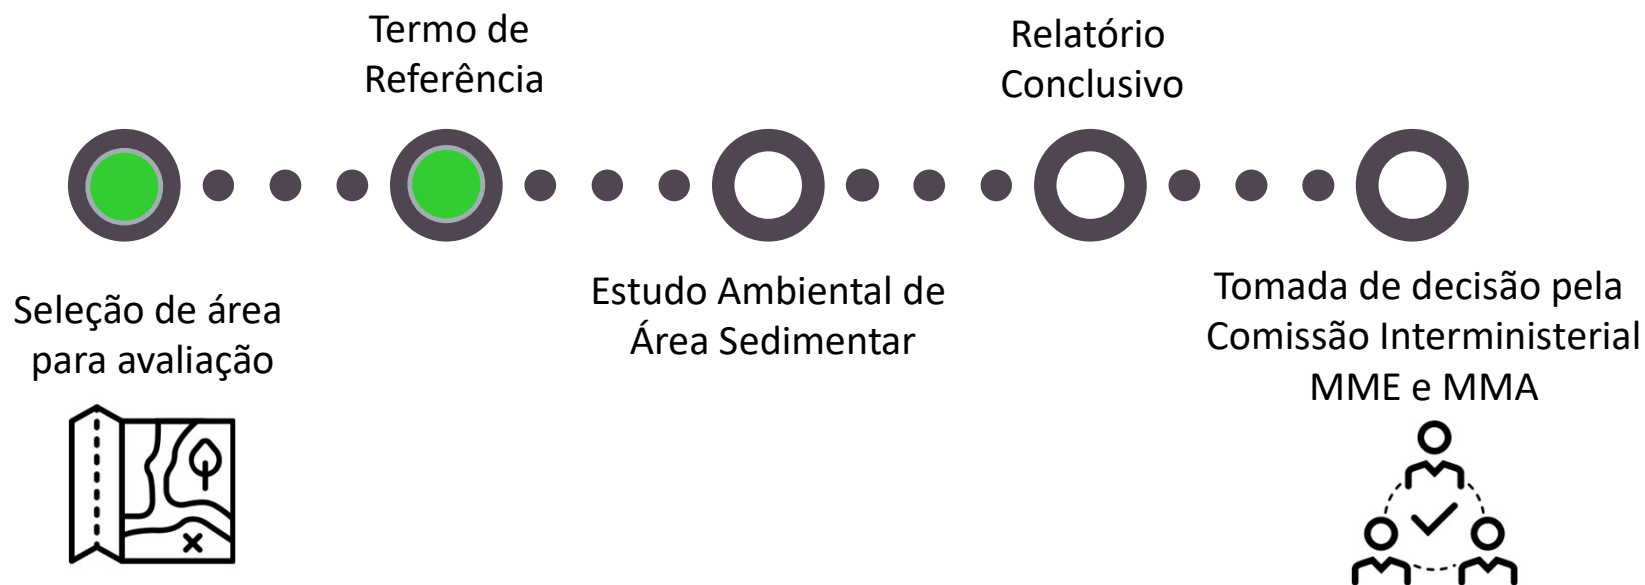 Termo de
Referência
Relatório
Conclusivo
Seleção de área
para avaliação
Estudo Ambiental de
Área Sedimentar
Tomada de decisão pela
Comissão Interministerial
MME e MMA